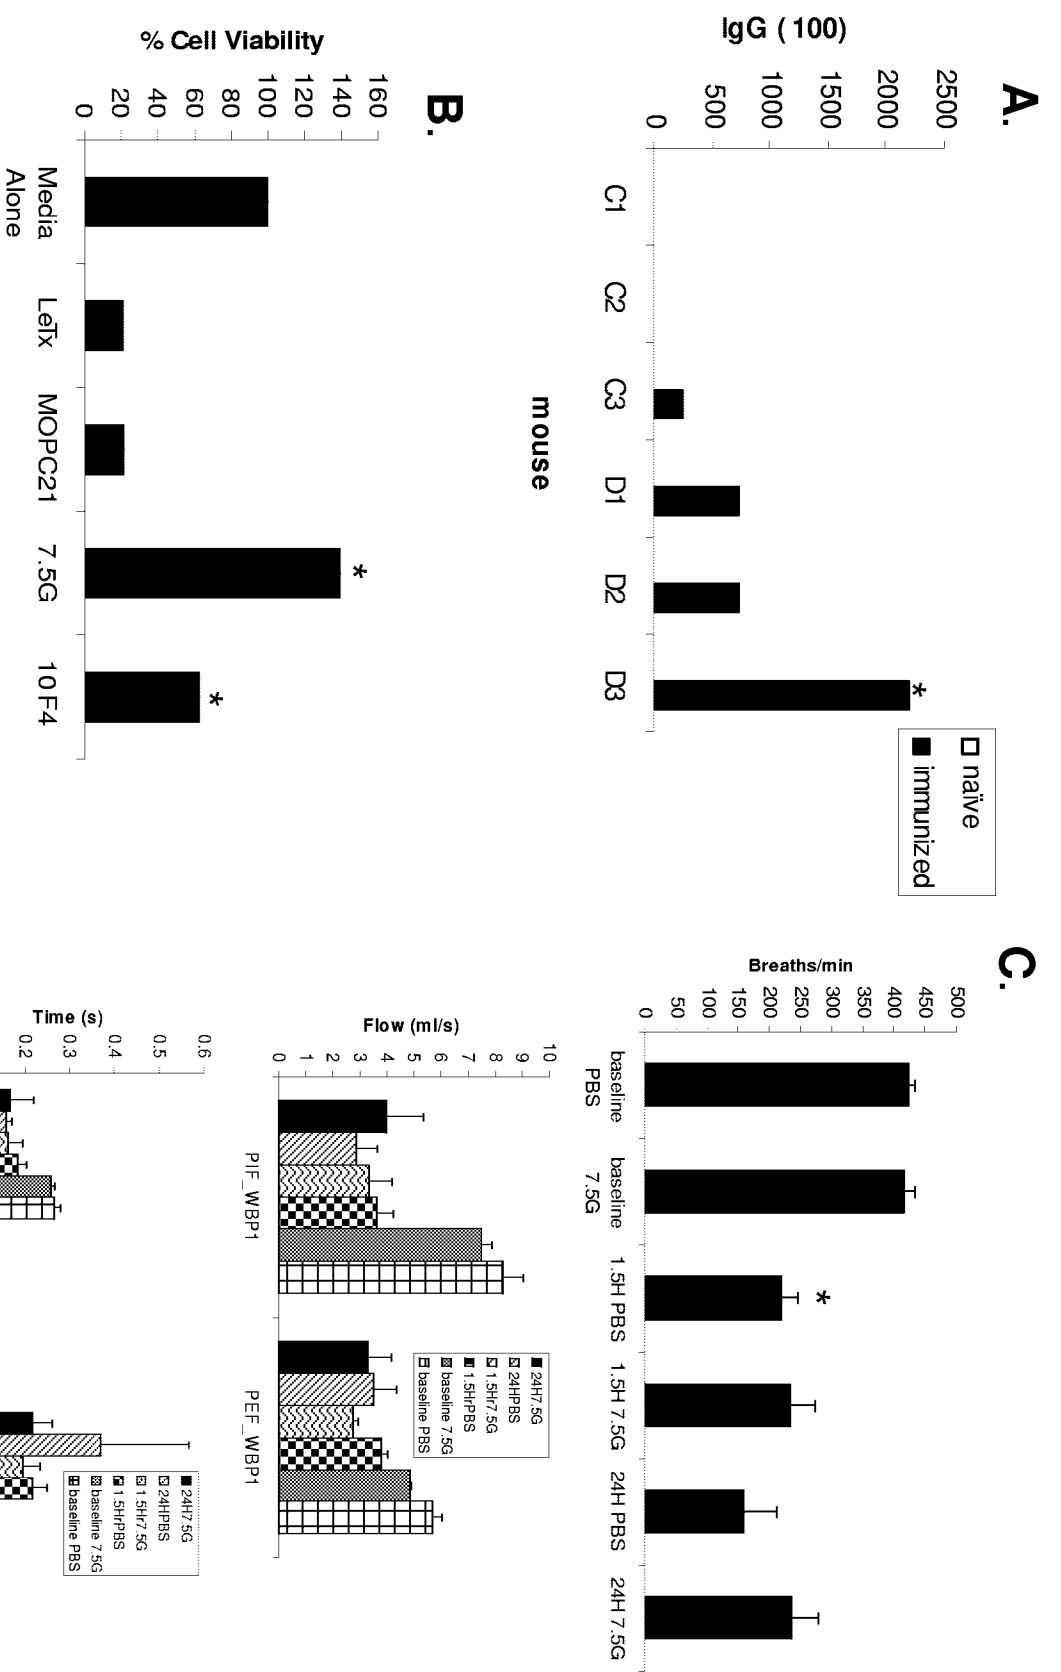 A.
IgG ( 100)
2500
2000
1500
1000
500
0
C1
C2
C3
D1
D2
D3
*
mouse
naïve
immunized
B.
% Cell Viability
160
140
120
100
80
60
40
20
0
Media
Alone
LeTx
MOPC21
7.5G
10F4
*
*
C.
Breaths/min
500
450
400
350
300
250
200
150
100
50
0
baseline
PBS
baseline
7.5G
1.5H PBS
1.5H 7.5G
24H PBS
24H 7.5G
*
Flow (ml/s)
10
9
8
7
6
5
4
3
2
1
0
PIF_WBP1
PEF_WBP1
24H7.5G
24HPBS
1.5Hr7.5G
1.5HrPBS
baseline 7.5G
baseline PBS
Time (s)
0.6
0.5
0.4
0.3
0.2
24H7.5G
24HPBS
1.5Hr7.5G
1.5HrPBS
baseline 7.5G
baseline PBS